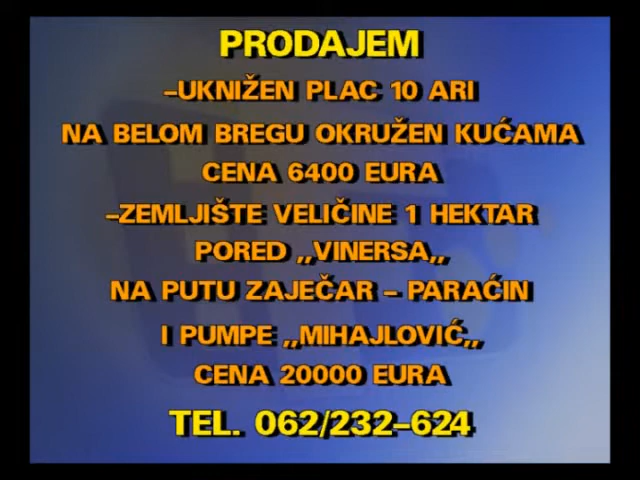 PRODAJEM
–UKNIŽEN PLAC 10 ARI
NA BELOM BREGU OKRUŽEN KUĆAMA
CENA 6400 EURA
–ZEMLJIŠTE VELIČINE 1 HEKTAR
PORED ,,VINERSA,,
NA PUTU ZAJEČAR – PARAĆIN
I PUMPE ,,MIHAJLOVIĆ,,
CENA 20000 EURA
TEL. 062/232–624